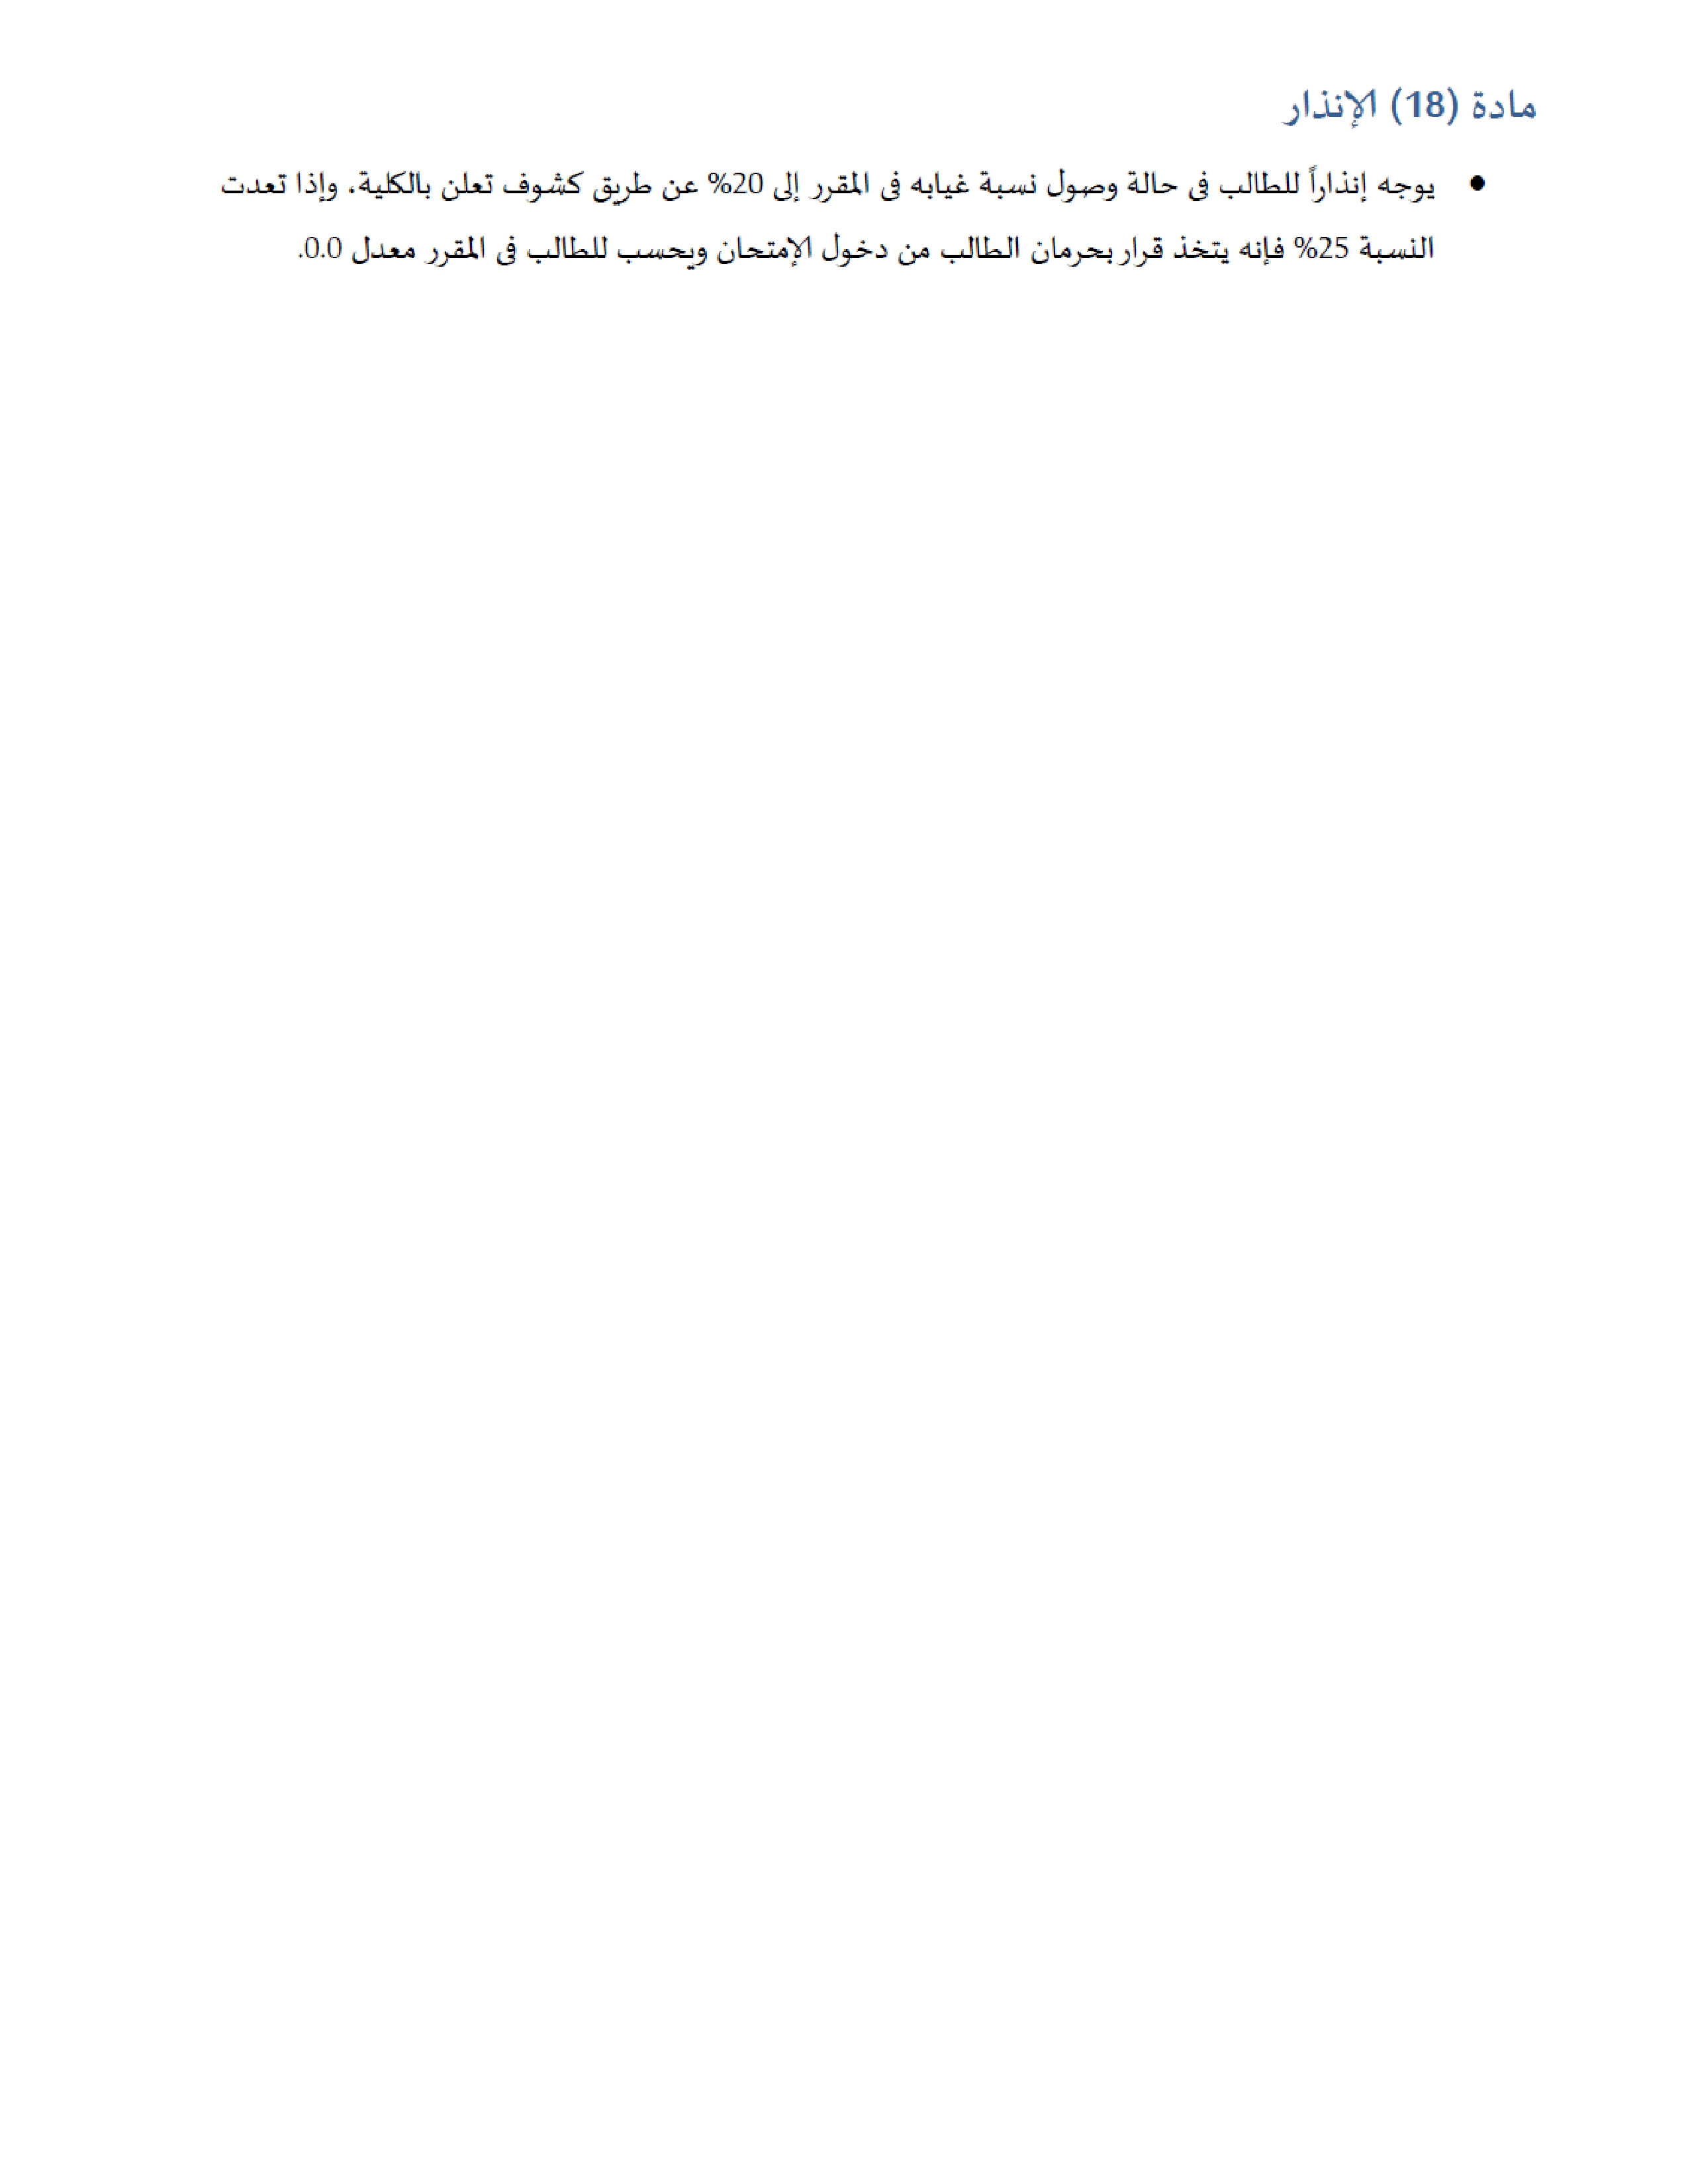 مادة (18) الإنذار
• يوجه إنذاراً للطالب فى حالة وصول نسبة غيابه فى المقرر إلى 20% عن طريق كشوف تعلن بالكلية، وإذا تعدت
النسبة 25% فإنه يتخذ قرار بحرمان الطالب من دخول الإمتحان ويحسب للطالب فى المقرر معدل 0.0.